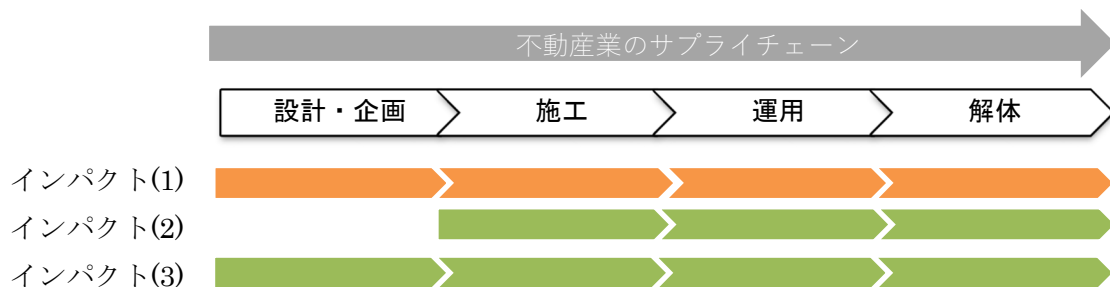 不動産業のサプライチェーン
設計・企画 施工 運用 解体
インパクト(1)
インパクト(2)
インパクト(3)